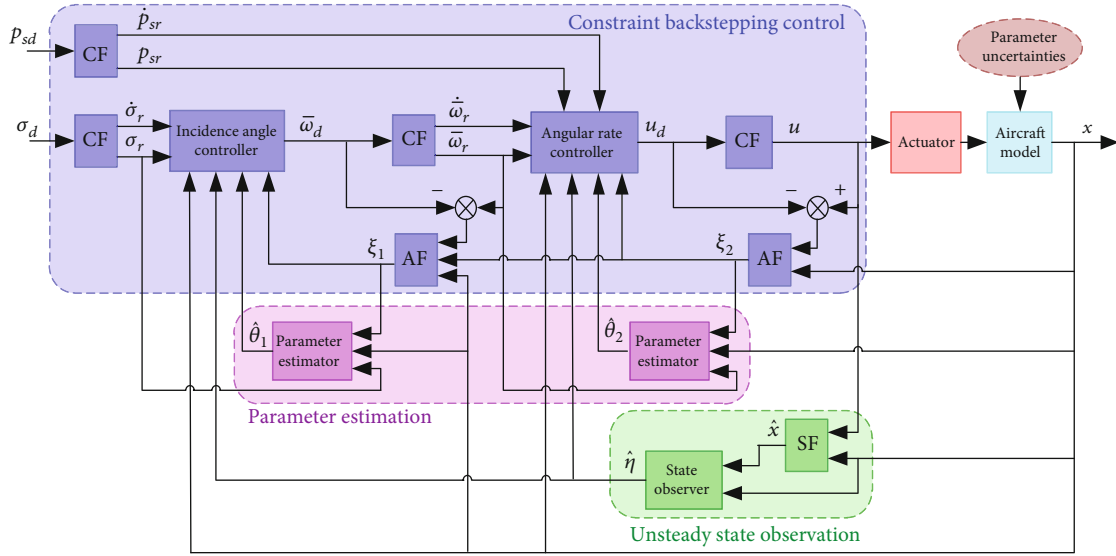 Constraint backstepping control
p_sd
CF
ṗ_sr
p_sr
Parameter
uncertainties
σ_d
CF
σ̇_r
σ_r
Incidence angle
controller
ω̄_d
CF
ω̄̇_r
ω̄_r
Angular rate
controller
u_d
CF
u
Actuator
Aircraft
model
x
−
−
+
ξ_1
AF
ξ_2
AF
θ̂_1
Parameter
estimator
θ̂_2
Parameter
estimator
Parameter estimation
x̂
SF
η̂
State
observer
Unsteady state observation